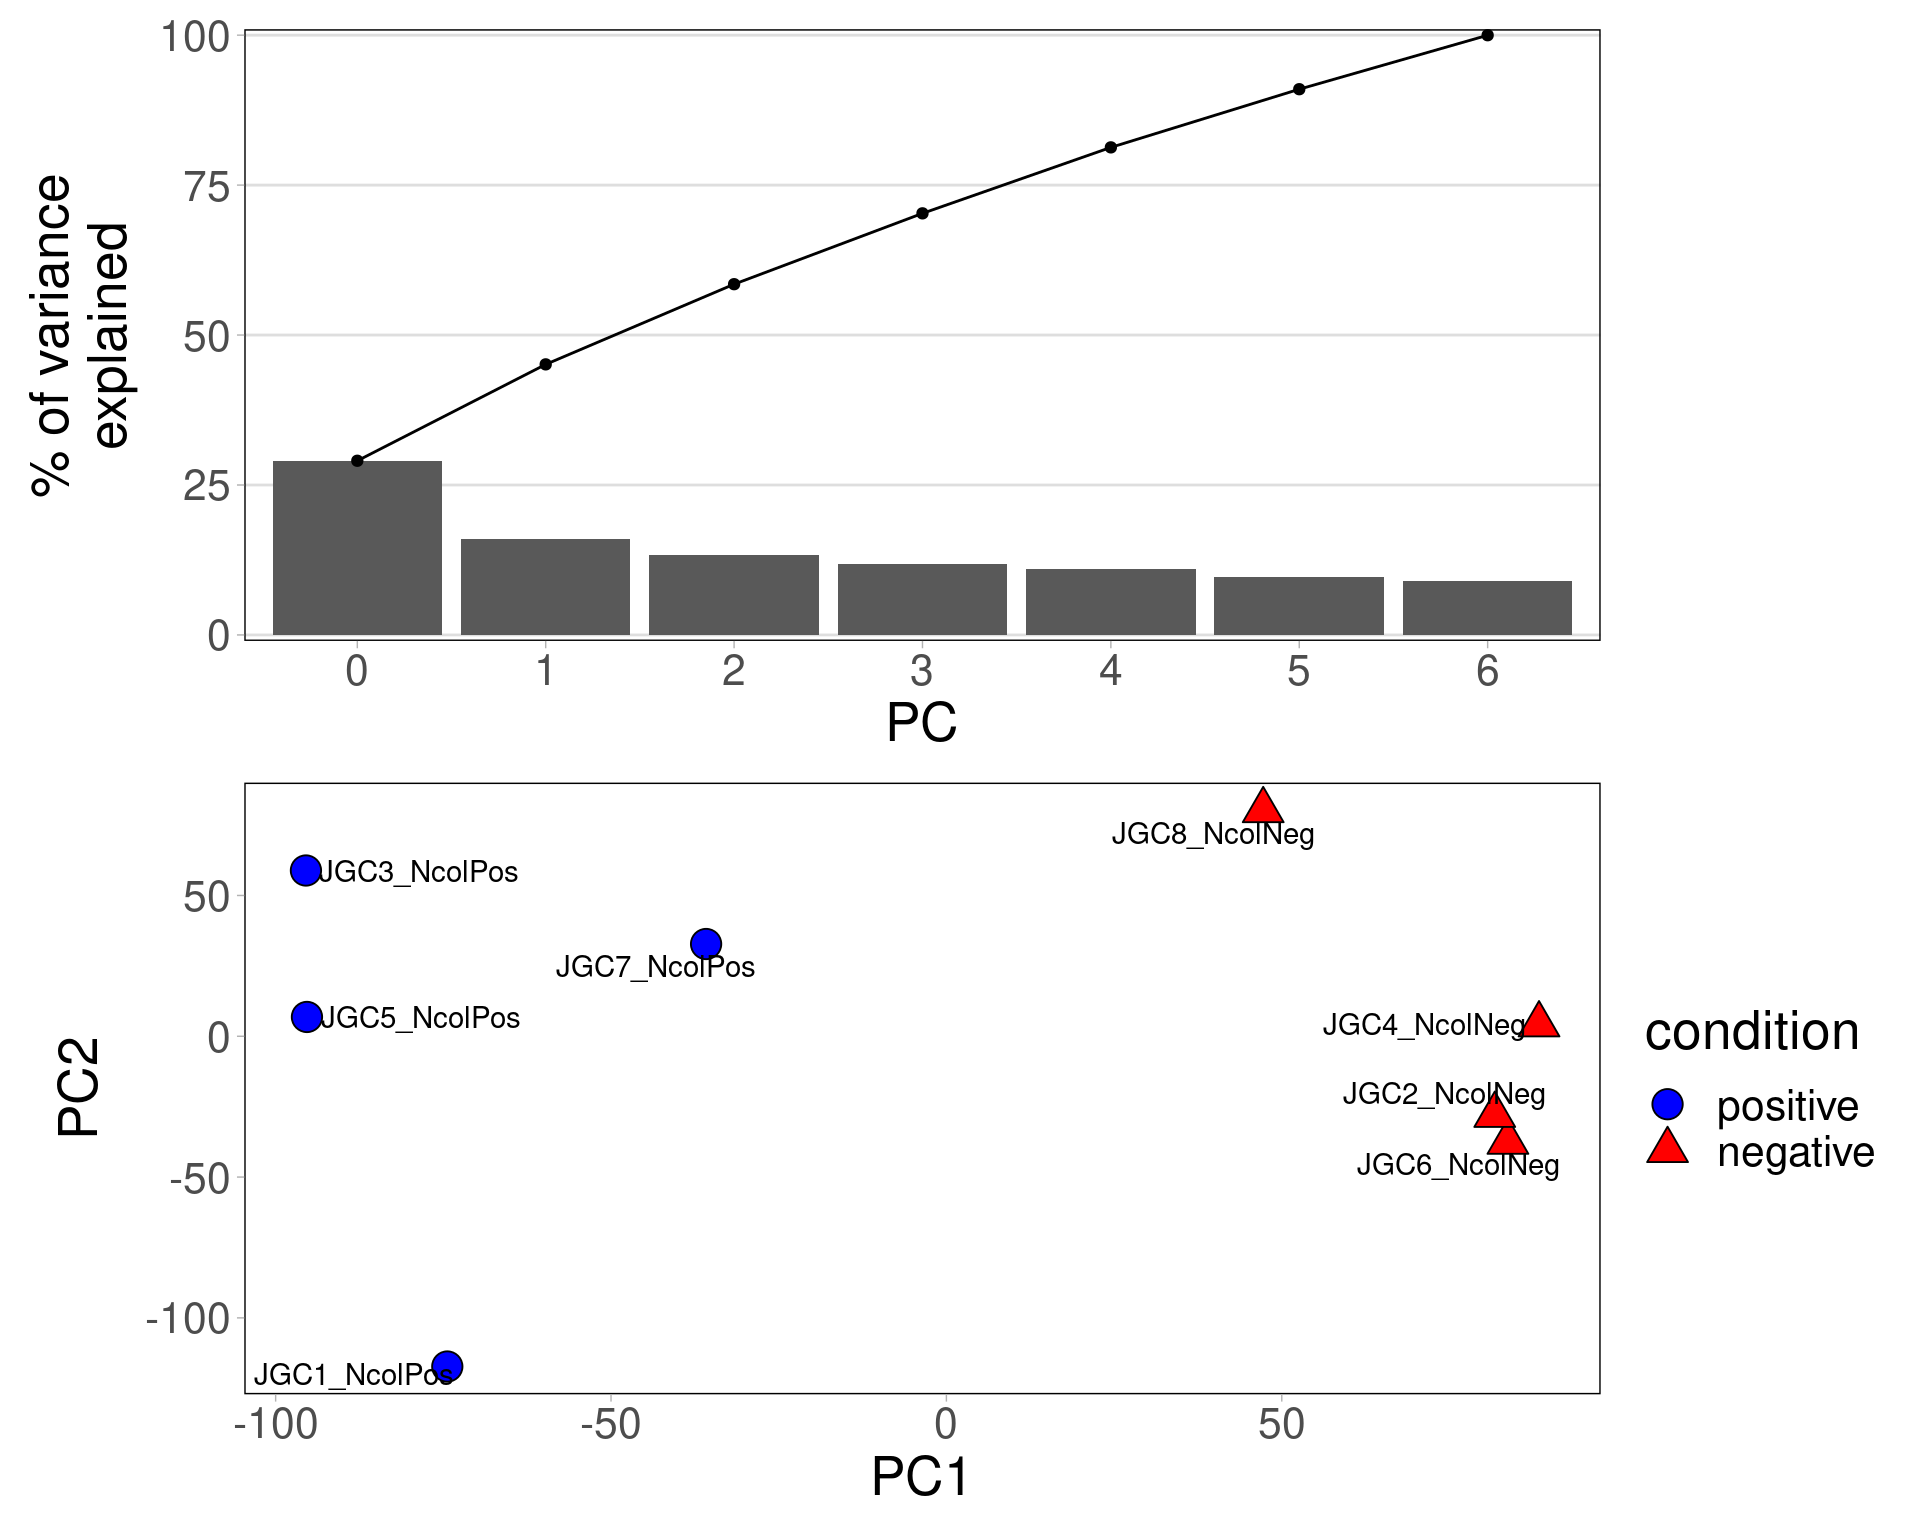 % of variance
explained
100
75
50
25
0
0 1 2 3 4 5 6
PC
PC2
50
0
-50
-100
JGC8_NcolNeg
JGC3_NcolPos
JGC7_NcolPos
JGC5_NcolPos
JGC4_NcolNeg
JGC2_NcolNeg
JGC6_NcolNeg
JGC1_NcolPos
-100 -50 0 50
PC1
condition
positive
negative